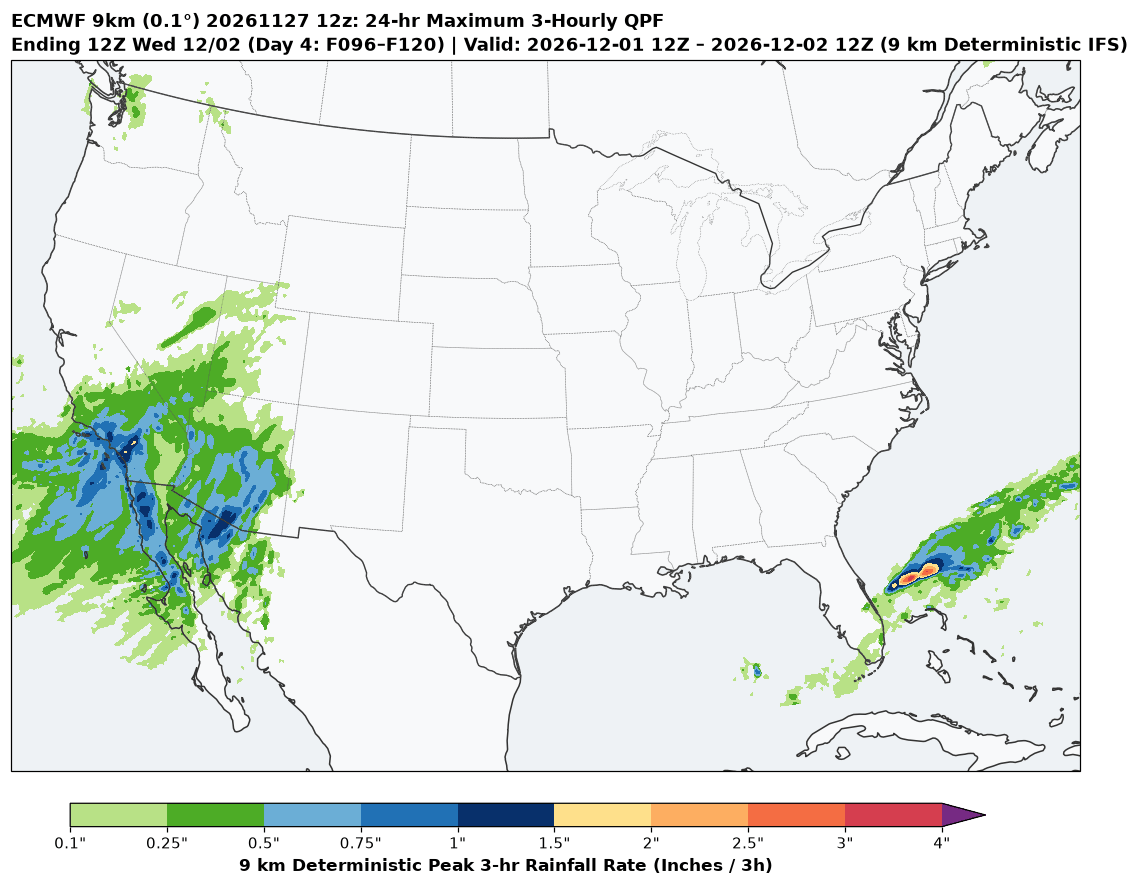 ECMWF 9km (0.1°) 20261127 12z: 24-hr Maximum 3-Hourly QPF
Ending 12Z Wed 12/02 (Day 4: F096–F120) | Valid: 2026-12-01 12Z – 2026-12-02 12Z (9 km Deterministic IFS)
0.1" 0.25" 0.5" 0.75" 1" 1.5" 2" 2.5" 3" 4"
9 km Deterministic Peak 3-hr Rainfall Rate (Inches / 3h)